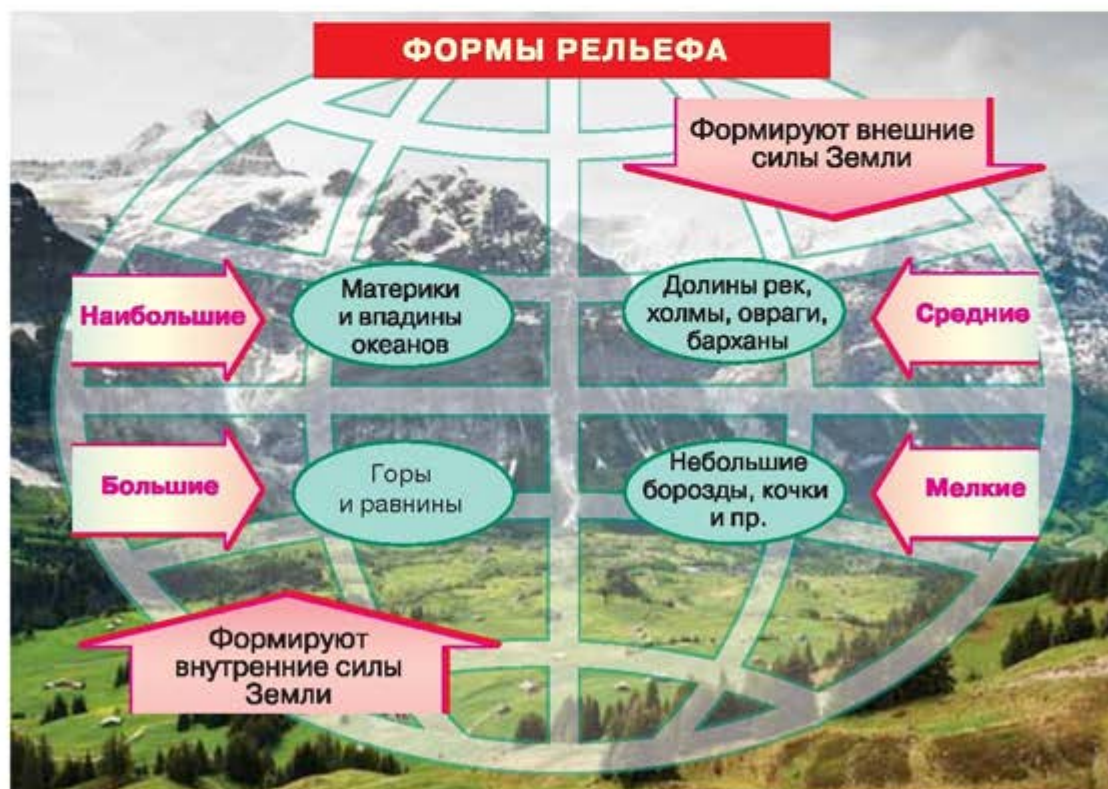 ФОРМЫ РЕЛЬЕФА
Формируют внешние
силы Земли
Наибольшие
Материки
и впадины
океанов
Долины рек,
холмы, овраги,
барханы
Средние
Большие
Горы
и равнины
Небольшие
борозды, кочки
и пр.
Мелкие
Формируют
внутренние силы
Земли